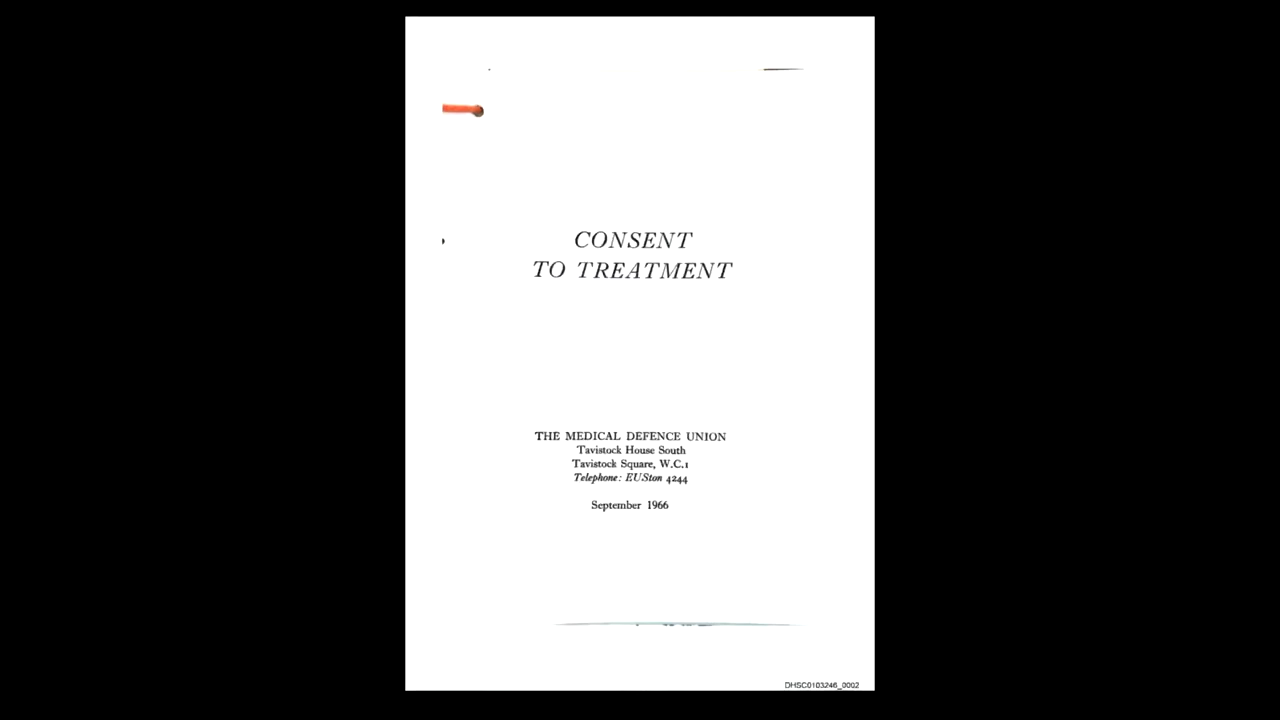 CONSENT
TO TREATMENT
THE MEDICAL DEFENCE UNION
Tavistock House South
Tavistock Square, W.C.1
Telephone: EUSton 4244
September 1966
DHSC0103246_0002